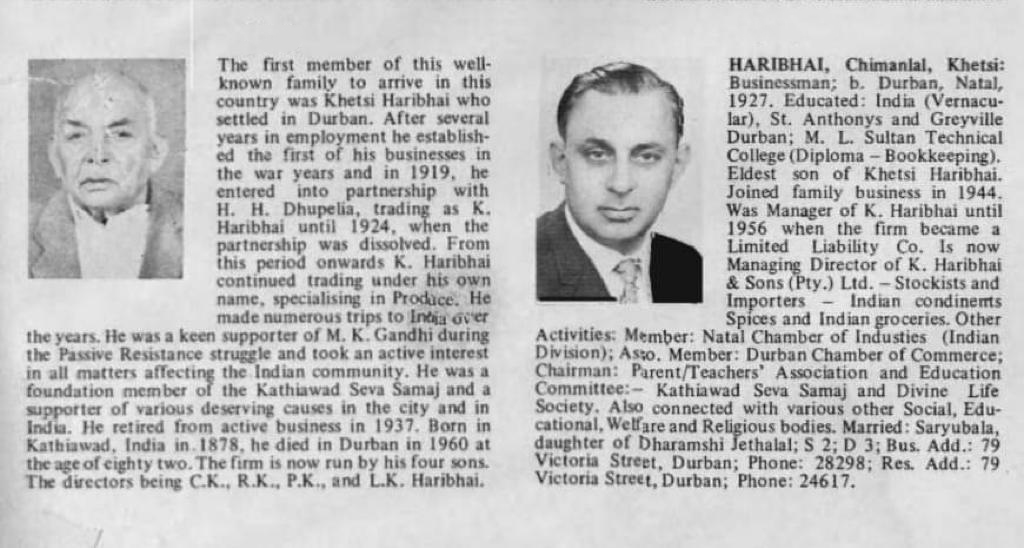 The first member of this well-
known family to arrive in this
country was Khetsi Haribhai who
settled in Durban. After several
years in employment he establish-
ed the first of his businesses in
the war years and in 1919, he
entered into partnership with
H. H. Dhupelia, trading as K.
Haribhai until 1924, when the
partnership was dissolved. From
this period onwards K. Haribhai
continued trading under his own
name, specialising in Produce. He
made numerous trips to India over
the years. He was a keen supporter of M. K. Gandhi during
the Passive Resistance struggle and took an active interest
in all matters affecting the Indian community. He was a
foundation member of the Kathiawad Seva Samaj and a
supporter of various deserving causes in the city and in
India. He retired from active business in 1937. Born in
Kathiawad, India in 1878, he died in Durban in 1960 at
the age of eighty two. The firm is now run by his four sons.
The directors being C.K., R.K., P.K., and L.K. Haribhai.
HARIBHAI, Chimanlal, Khetsi:
Businessman; b. Durban, Natal,
1927. Educated: India (Vernacu-
lar), St. Anthonys and Greyville
Durban; M. L. Sultan Technical
College (Diploma – Bookkeeping).
Eldest son of Khetsi Haribhai.
Joined family business in 1944.
Was Manager of K. Haribhai until
1956 when the firm became a
Limited Liability Co. Is now
Managing Director of K. Haribhai
& Sons (Pty.) Ltd. – Stockists and
Importers – Indian condiments
Spices and Indian groceries. Other
Activities: Member: Natal Chamber of Industies (Indian
Division); Asso. Member: Durban Chamber of Commerce;
Chairman: Parent/Teachers' Association and Education
Committee:– Kathiawad Seva Samaj and Divine Life
Society. Also connected with various other Social, Edu-
cational, Welfare and Religious bodies. Married: Saryubala,
daughter of Dharamshi Jethalal; S 2; D 3; Bus. Add.: 79
Victoria Street, Durban; Phone: 28298; Res. Add.: 79
Victoria Street, Durban; Phone: 24617.